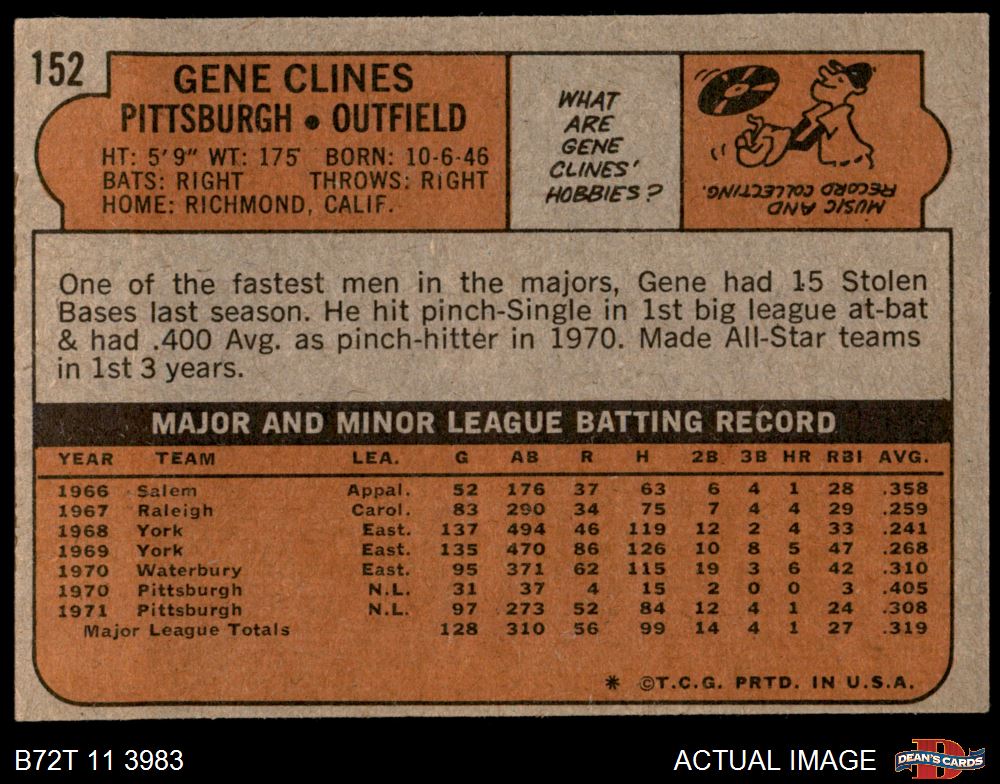 152
GENE CLINES
PITTSBURGH • OUTFIELD
HT: 5'9" WT: 175 BORN: 10-6-46
BATS: RIGHT THROWS: RIGHT
HOME: RICHMOND, CALIF.
WHAT
ARE
GENE
CLINES'
HOBBIES?
MUSIC AND
RECORD COLLECTING.
One of the fastest men in the majors, Gene had 15 Stolen
Bases last season. He hit pinch-Single in 1st big league at-bat
& had .400 Avg. as pinch-hitter in 1970. Made All-Star teams
in 1st 3 years.
MAJOR AND MINOR LEAGUE BATTING RECORD
YEAR TEAM LEA. G AB R H 2B 3B HR RBI AVG.
1966 Salem Appal. 52 176 37 63 6 4 1 28 .358
1967 Raleigh Carol. 83 290 34 75 7 4 4 29 .259
1968 York East. 137 494 46 119 12 2 4 33 .241
1969 York East. 135 470 86 126 10 8 5 47 .268
1970 Waterbury East. 95 371 62 115 19 3 6 42 .310
1970 Pittsburgh N.L. 31 37 4 15 2 0 0 3 .405
1971 Pittsburgh N.L. 97 273 52 84 12 4 1 24 .308
Major League Totals 128 310 56 99 14 4 1 27 .319
* ©T.C.G. PRTD. IN U.S.A.
B72T 11 3983 ACTUAL IMAGE DEAN'S CARDS